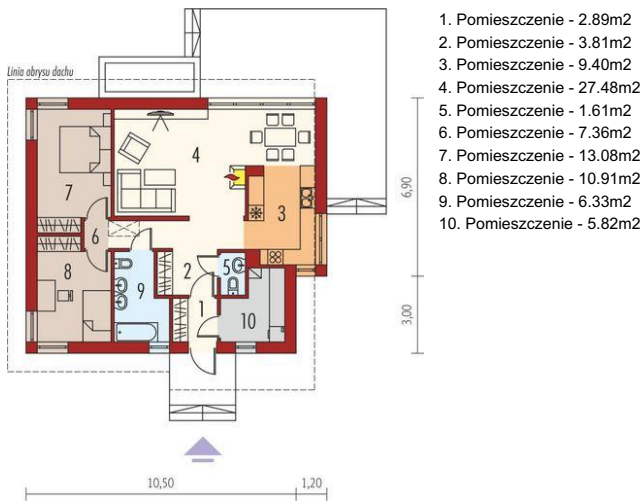 Linia obrysu dachu
1. Pomieszczenie - 2.89m2
2. Pomieszczenie - 3.81m2
3. Pomieszczenie - 9.40m2
4. Pomieszczenie - 27.48m2
5. Pomieszczenie - 1.61m2
6. Pomieszczenie - 7.36m2
7. Pomieszczenie - 13.08m2
8. Pomieszczenie - 10.91m2
9. Pomieszczenie - 6.33m2
10. Pomieszczenie - 5.82m2
4
7
3
6
6,90
8
2
5
9
1
10
3,00
10,50
1,20